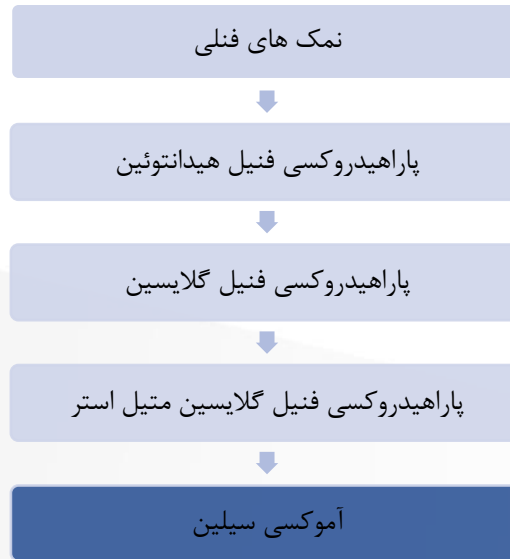 نمک های فنلی
پاراهیدروکسی فنیل هیدانتوئین
پاراهیدروکسی فنیل گلایسین
پاراهیدروکسی فنیل گلایسین متیل استر
آموکسی سیلین